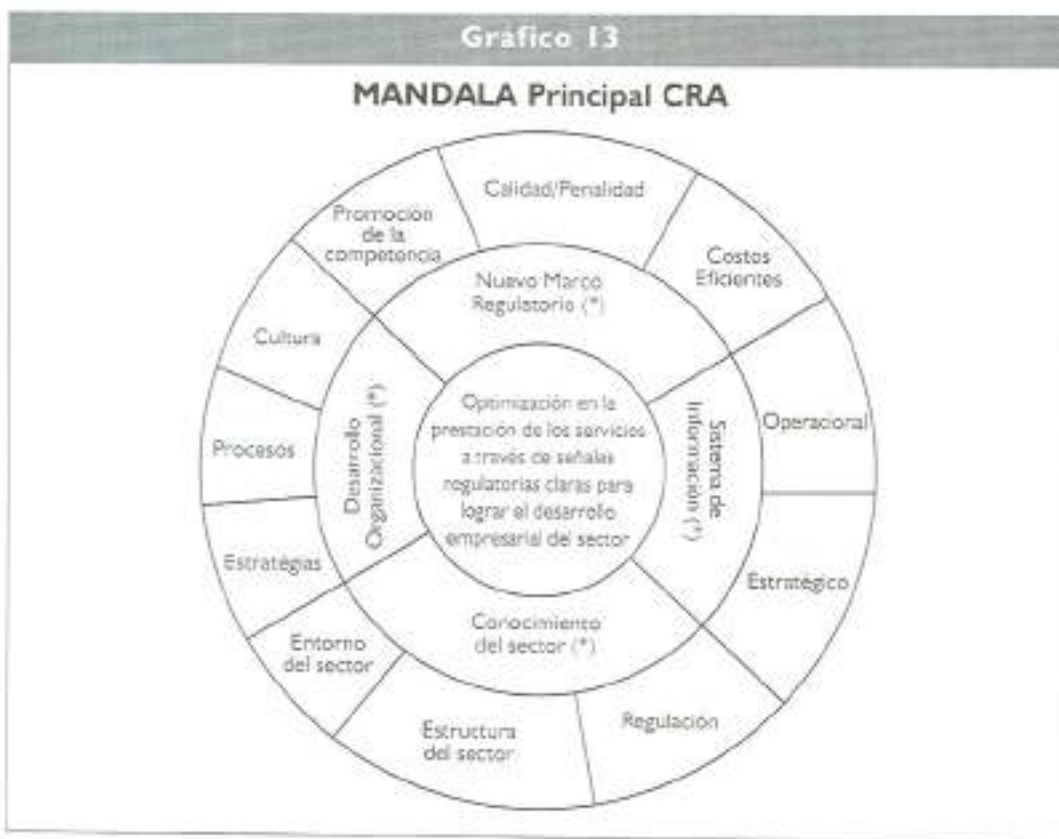 Gráfico 13
MANDALA Principal CRA
Calidad/Penalidad
Promoción
de la
competencia
Costos
Eficientes
Nuevo Marco
Regulatorio (*)
Cultura
Procesos
Estratégias
Desarrollo
Organizacional (*)
Optimización en la
prestación de los servicios
a través de señales
regulatorias claras para
lograr el desarrollo
empresarial del sector
Sistema de
Información (*)
Operacional
Estratégico
Conocimiento
del sector (*)
Entorno
del sector
Estructura
del sector
Regulación